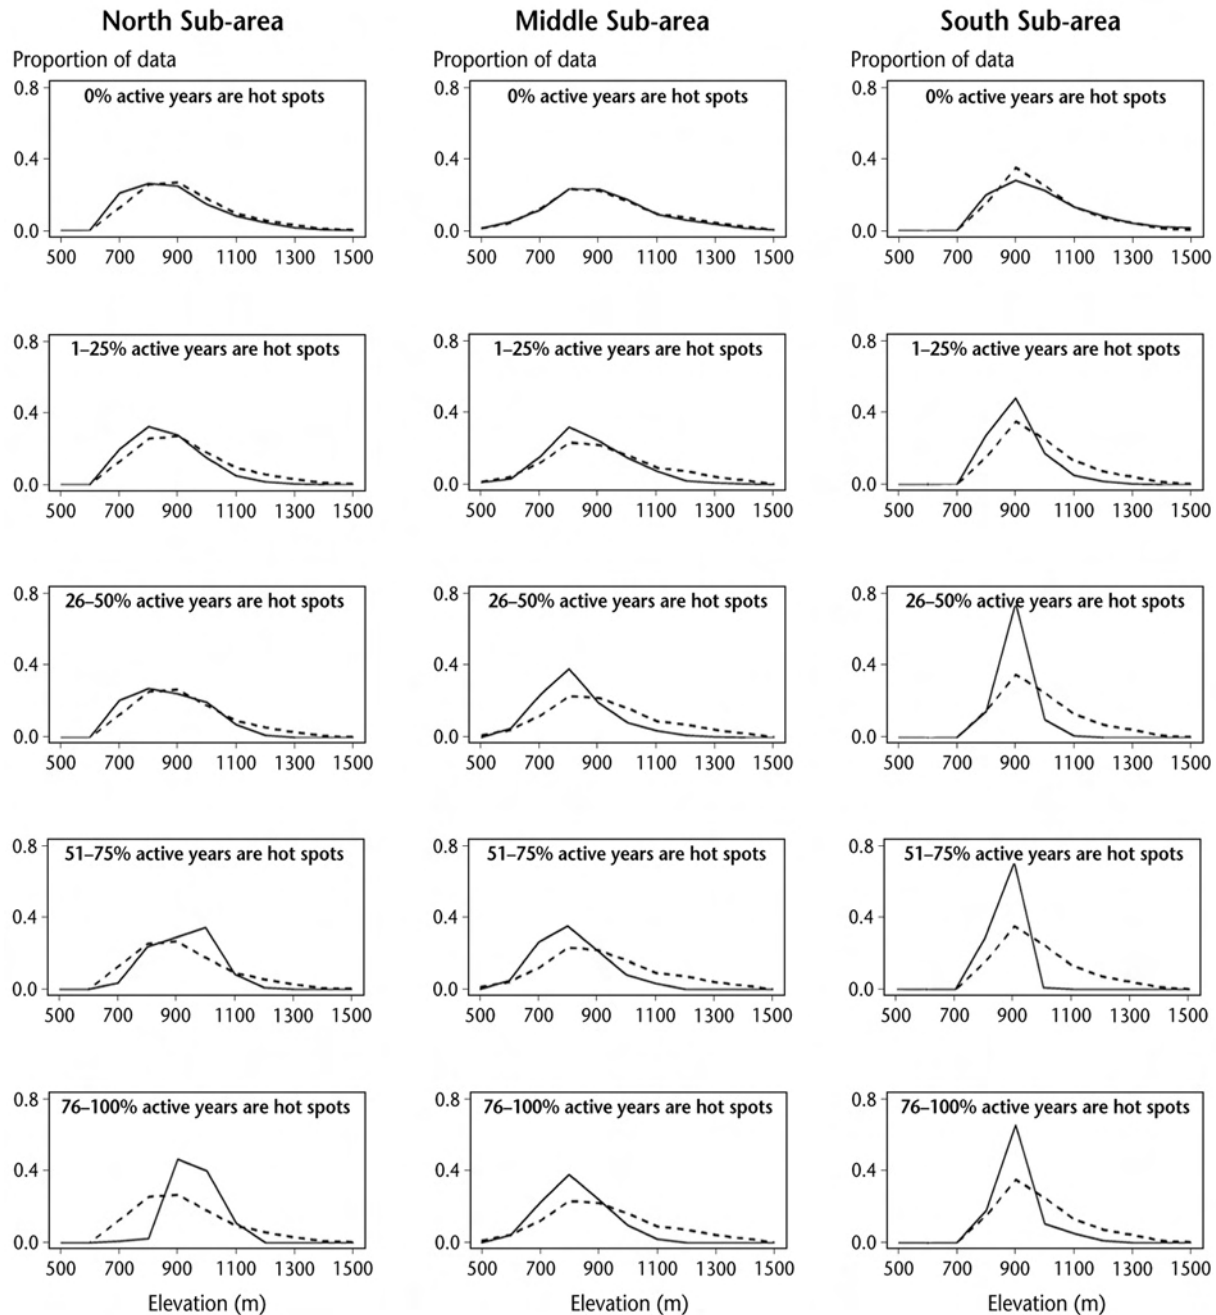 North Sub-area
Middle Sub-area
South Sub-area
Proportion of data
Proportion of data
Proportion of data
0% active years are hot spots
0.8
0.4
0.0
500 700 900 1100 1300 1500
0% active years are hot spots
500 700 900 1100 1300 1500
0% active years are hot spots
0.8
0.4
0.0
500 700 900 1100 1300 1500
1–25% active years are hot spots
0.8
0.4
0.0
500 700 900 1100 1300 1500
1–25% active years are hot spots
0.8
0.4
0.0
500 700 900 1100 1300 1500
1–25% active years are hot spots
0.8
0.4
0.0
500 700 900 1100 1300 1500
26–50% active years are hot spots
0.8
0.4
0.0
500 700 900 1100 1300 1500
26–50% active years are hot spots
0.8
0.4
0.0
500 700 900 1100 1300 1500
26–50% active years are hot spots
0.8
0.4
0.0
500 700 900 1100 1300 1500
51–75% active years are hot spots
0.8
0.4
0.0
500 700 900 1100 1300 1500
51–75% active years are hot spots
0.8
0.4
0.0
500 700 900 1100 1300 1500
51–75% active years are hot spots
0.8
0.4
0.0
500 700 900 1100 1300 1500
76–100% active years are hot spots
0.8
0.4
0.0
500 700 900 1100 1300 1500
Elevation (m)
76–100% active years are hot spots
0.8
0.4
0.0
500 700 900 1100 1300 1500
Elevation (m)
76–100% active years are hot spots
0.8
0.4
0.0
500 700 900 1100 1300 1500
Elevation (m)